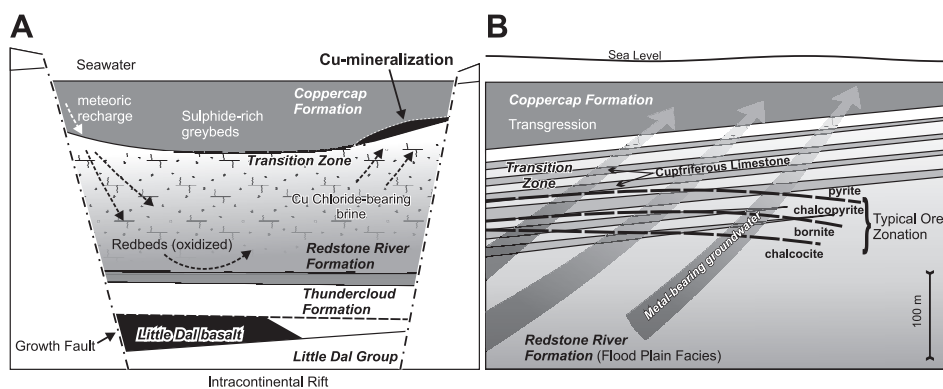 A
Seawater
Cu-mineralization
meteoric
recharge
Coppercap
Formation
Sulphide-rich
greybeds
Transition Zone
Cu Chloride-bearing
brine
Redbeds (oxidized)
Redstone River
Formation
Thundercloud
Formation
Little Dal basalt
Growth Fault
Little Dal Group
Intracontinental Rift
B
Sea Level
Coppercap Formation
Transgression
Transition
Zone
Cupriferous Limestone
pyrite
chalcopyrite
bornite
chalcocite
Typical Ore
Zonation
Metal-bearing groundwater
100 m
Redstone River
Formation (Flood Plain Facies)